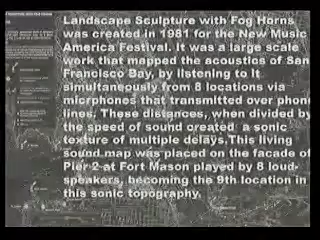 Landscape Sculpture with Fog Horns
was created in 1981 for the New Music
America Festival. It was a large scale
work that mapped the acoustics of San
Francisco Bay, by listening to it
simultaneously from 8 locations via
micrphones that transmitted over phone
lines. These distances, when divided by
the speed of sound created a sonic
texture of multiple delays.This living
sound map was placed on the facade of
Pier 2 at Fort Mason played by 8 loud-
speakers, becoming the 9th location in
this sonic topography.